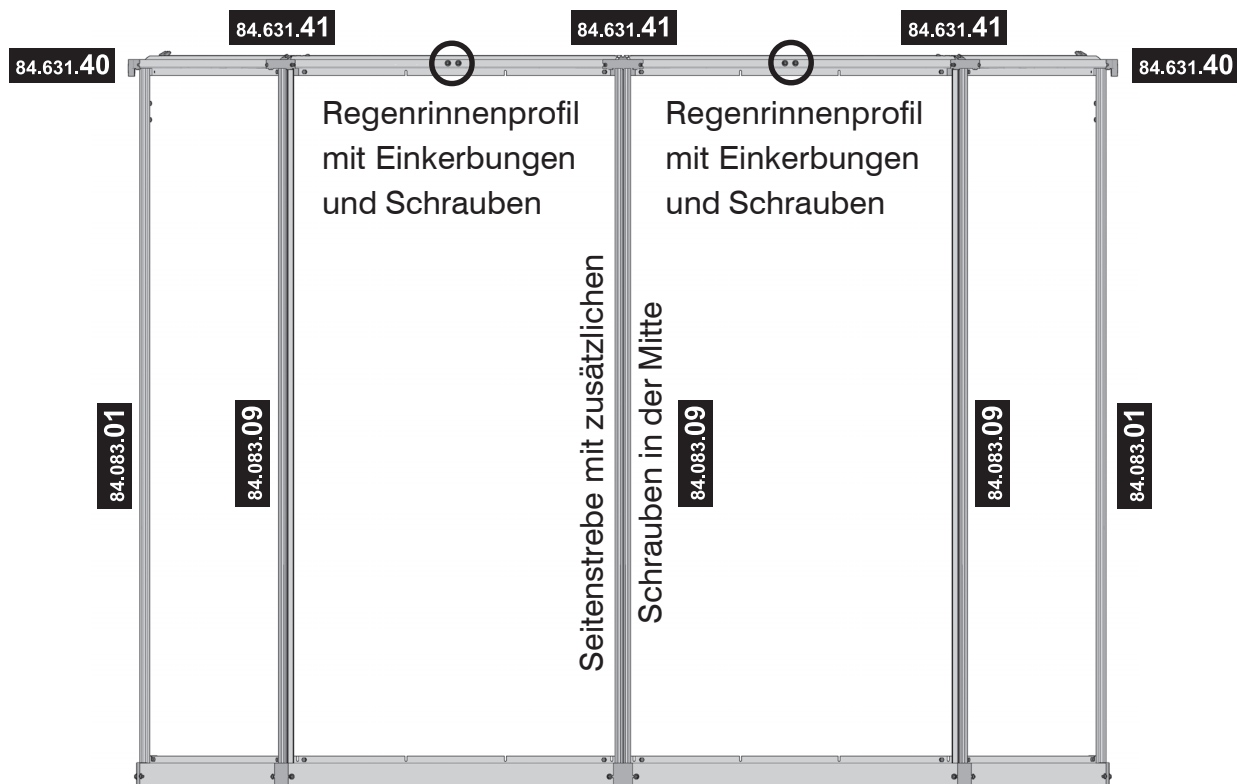 84.631.41
84.631.41
84.631.41
84.631.40
84.631.40
Regenrinnenprofil
mit Einkerbungen
und Schrauben
Regenrinnenprofil
mit Einkerbungen
und Schrauben
84.083.01
84.083.09
Seitenstrebe mit zusätzlichen
Schrauben in der Mitte
84.083.09
84.083.09
84.083.01